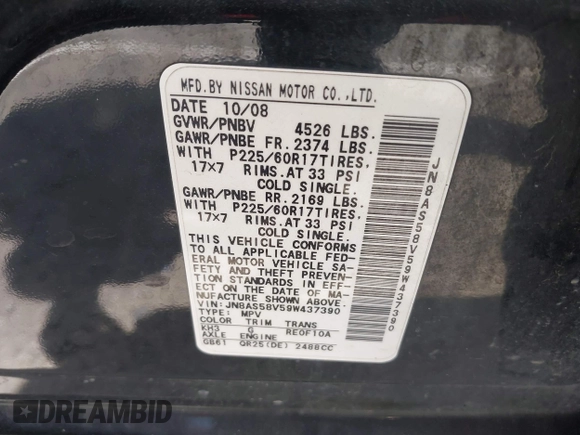 MFD.BY NISSAN MOTOR CO.,LTD.
DATE 10/08
GVWR/PNBV 4526 LBS.
GAWR/PNBE FR. 2374 LBS.
WITH P225/60R17TIRES,
17×7 RIMS.AT 33 PSI
COLD SINGLE.
GAWR/PNBE RR. 2169 LBS.
WITH P225/60R17TIRES,
17×7 RIMS.AT 33 PSI
COLD SINGLE.
THIS VEHICLE CONFORMS
TO ALL APPLICABLE FED-
ERAL MOTOR VEHICLE SA-
FETY AND THEFT PREVEN-
TION STANDARDS IN EFF-
ECT ON THE DATE OF MA-
NUFACTURE SHOWN ABOVE.
VIN: JN8AS58V59W437390
TYPE: MPV
COLOR TRIM TRANS
KH3 G RE0F10A
AXLE ENGINE
GB61 QR25(DE) 2488CC
JN8AS58V59W437390
DREAMBID